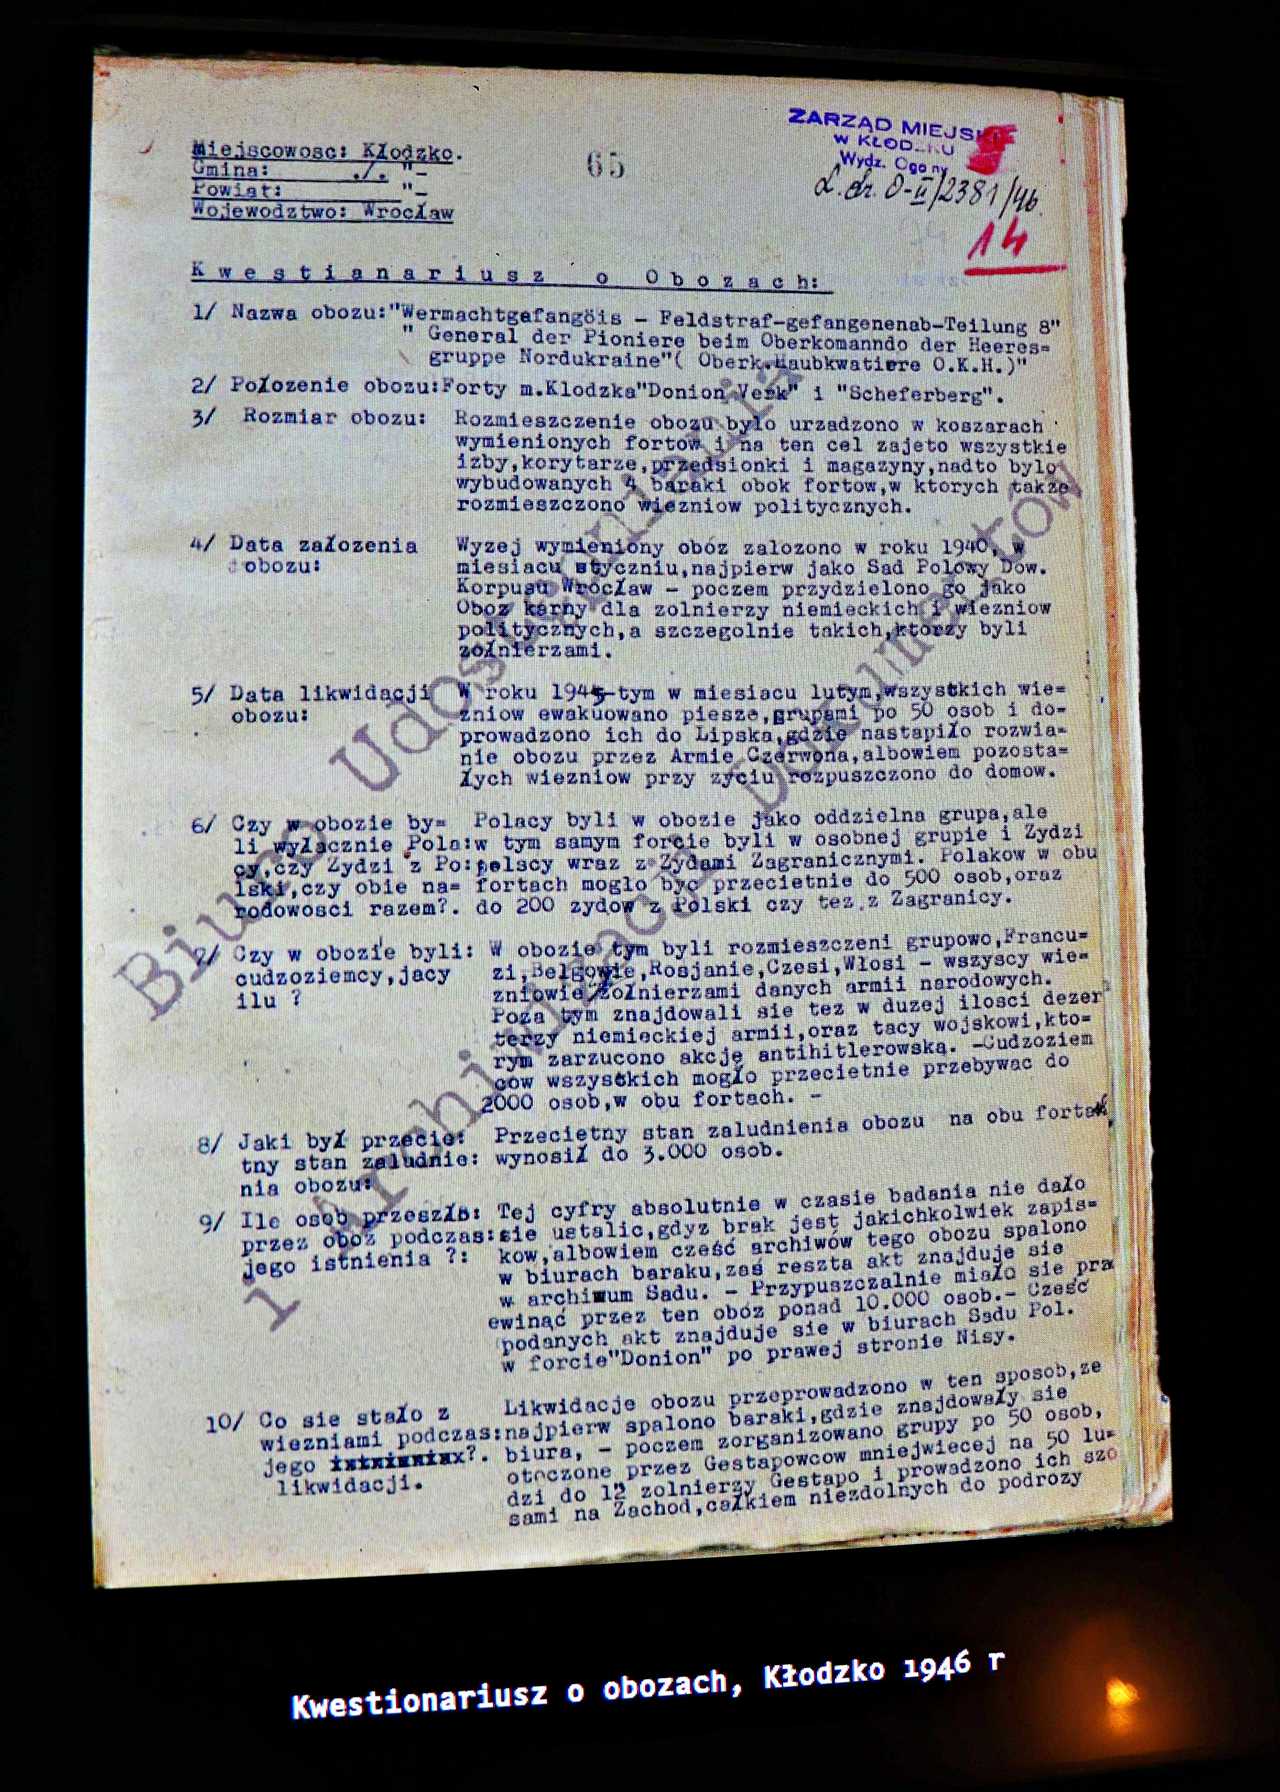 ZARZĄD MIEJSKI
w KŁODZKU
Wydz. Ogólny
L. dz. O-II/2381/46.
14
65
Miejscowosc: Kłodzko.
Gmina: ./. "-
Powiat: "-
Wojewodztwo: Wrocław
Kwestianariusz o Obozach:
1/ Nazwa obozu:"Wermachtgefangöis - Feldstraf-gefangenenab-Teilung 8"
" General der Pioniere beim Oberkomanndo der Heeres=
gruppe Nordukraine"( Oberk.Haubkwatiere O.K.H.)"
2/ Połozenie obozu:Forty m.Klodzka"Donion Verk" i "Scheferberg".
3/ Rozmiar obozu: Rozmieszczenie obozu bylo urzadzono w koszarach
wymienionych fortow i na ten cel zajeto wszystkie
izby,korytarze,przedsionki i magazyny,nadto bylo
wybudowanych 4 baraki obok fortow,w ktorych takze
rozmieszczono wiezniow politycznych.
4/ Data załozenia Wyzej wymieniony obóz zalozono w roku 1940, w
obozu: miesiacu styczniu,najpierw jako Sad Polowy Dow.
Korpusu Wrocław - poczem przydzielono go jako
Oboz karny dla zolnierzy niemieckich i wiezniow
politycznych,a szczegolnie takich,ktorzy byli
zołnierzami.
5/ Data likwidacji W roku 1945-tym w miesiacu lutym,wszystkich wie=
obozu: zniow ewakuowano piesze,grupami po 50 osob i do=
prowadzono ich do Lipska,gdzie nastapiło rozwia=
nie obozu przez Armie Czerwona,albowiem pozosta=
łych wiezniow przy zyciu rozpuszczono do domow.
6/ Czy w obozie by= Polacy byli w obozie jako oddzielna grupa,ale
li wyłacznie Pola:w tym samym forcie byli w osobnej grupie i Zydzi
cy,czy Zydzi z Po:polscy wraz z Zydami Zagranicznymi. Polakow w obu
lski,czy obie na= fortach moglo byc przecietnie do 500 osob,oraz
rodowosci razem?. do 200 zydow z Polski czy tez z Zagranicy.
7/ Czy w obozie byli: W obozie tym byli rozmieszczeni grupowo,Francu=
cudzoziemcy,jacy zi,Belgowie,Rosjanie,Czesi,Włosi - wszyscy wie=
ilu ? zniowie zołnierzami danych armii narodowych.
Poza tym znajdowali sie tez w duzej ilosci dezer
terzy niemieckiej armii,oraz tacy wojskowi,kto=
rym zarzucono akcję antihitlerowską. -Cudzoziem
cow wszystkich mogło przecietnie przebywac do
2000 osob,w obu fortach. -
8/ Jaki był przecie: Przecietny stan zaludnienia obozu na obu fortach
tny stan zaludnie: wynosił do 3.000 osob.
nia obozu:
9/ Ile osob przeszło: Tej cyfry absolutnie w czasie badania nie dało
przez oboz podczas:sie ustalic,gdyz brak jest jakichkolwiek zapis=
jego istnienia ?: kow,albowiem cześć archiwów tego obozu spalono
w biurach baraku,zaś reszta akt znajduje sie
w archiwum Sadu. - Przypuszczalnie miało sie prz
ewinąć przez ten obóz ponad 10.000 osob.- Cześć
podanych akt znajduje sie w biurach Sądu Pol.
w forcie"Donion" po prawej stronie Nisy.
10/ Co sie stało z Likwidacje obozu przeprowadzono w ten sposob,ze
wiezniami podczas:najpierw spalono baraki,gdzie znajdowały sie
jego ?. biura, - poczem zorganizowano grupy po 50 osob,
likwidacji. otoczone przez Gestapowcow mniejwiecej na 50 lu=
dzi do 12 zolnierzy Gestapo i prowadzono ich szo
sami na Zachod,całkiem niezdolnych do podrozy
Biuro Udostępniania
i Archiwizacji Dokumentów
Kwestionariusz o obozach, Kłodzko 1946 r